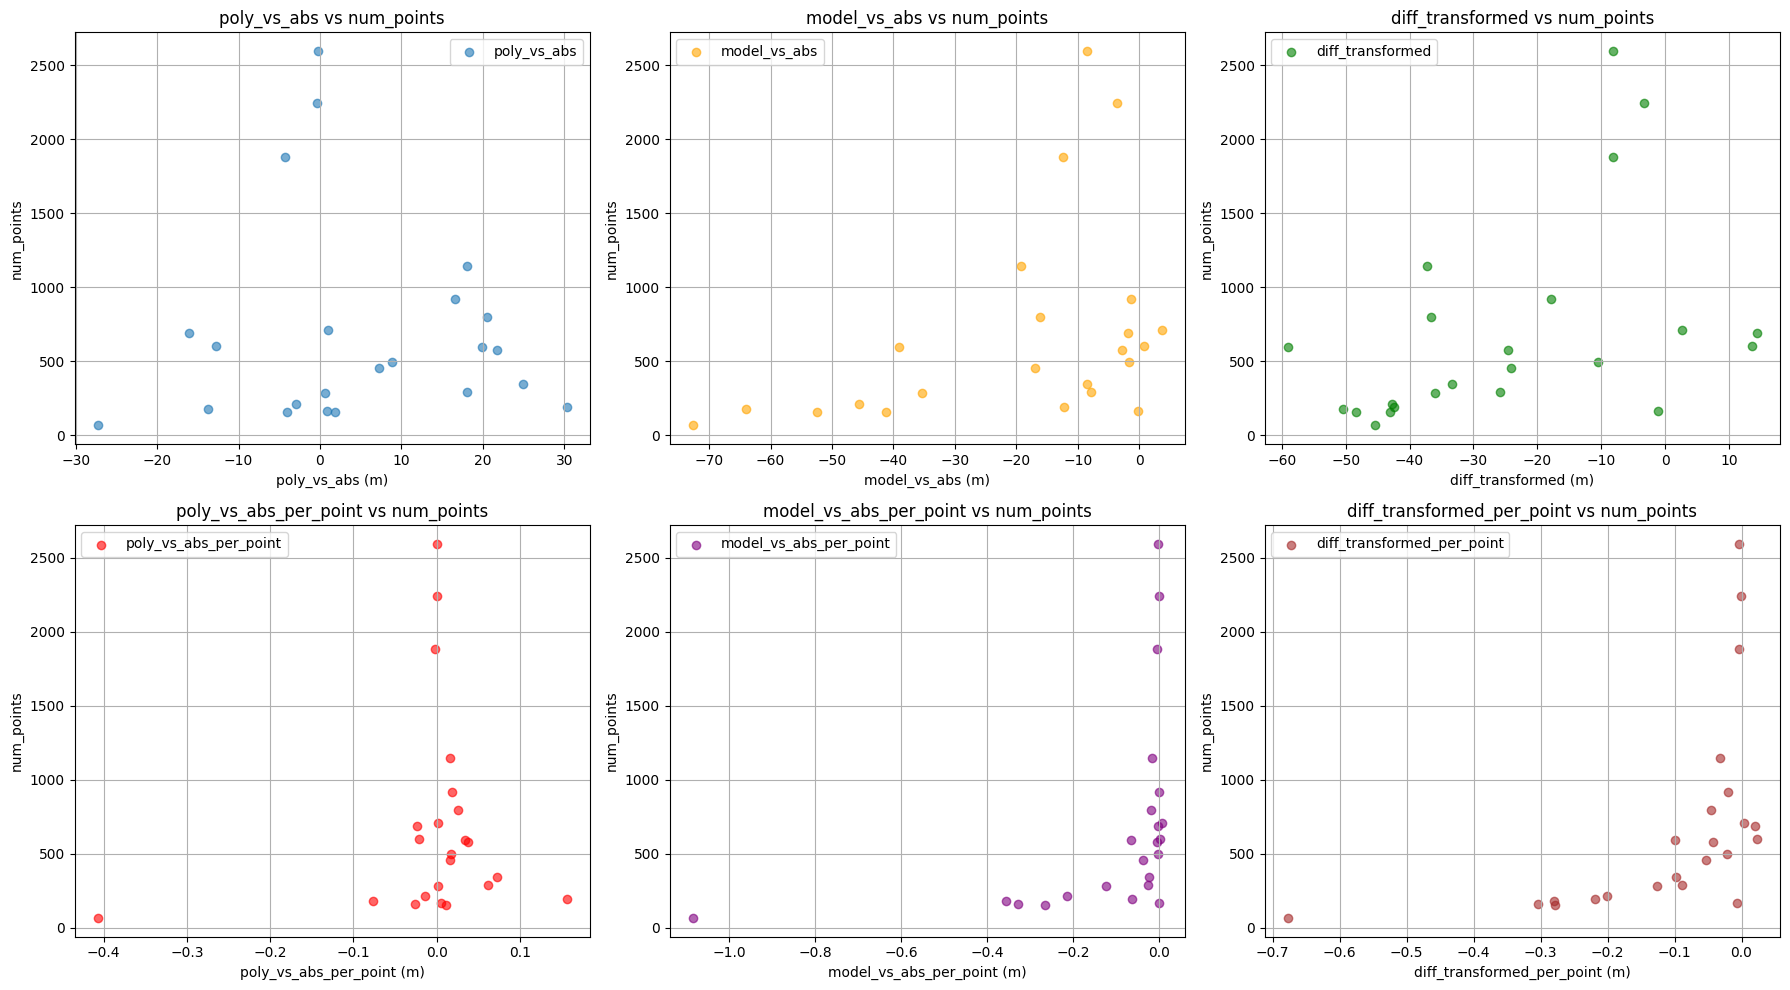 poly_vs_abs vs num_points
poly_vs_abs
num_points
2500
2000
1500
1000
500
0
−30 −20 −10 0 10 20 30
poly_vs_abs (m)
model_vs_abs vs num_points
model_vs_abs
num_points
2500
2000
1500
1000
500
0
−70 −60 −50 −40 −30 −20 −10 0
model_vs_abs (m)
diff_transformed vs num_points
diff_transformed
num_points
2500
2000
1500
1000
500
0
−60 −50 −40 −30 −20 −10 0 10
diff_transformed (m)
poly_vs_abs_per_point vs num_points
poly_vs_abs_per_point
num_points
2500
2000
1500
1000
500
0
−0.4 −0.3 −0.2 −0.1 0.0 0.1
poly_vs_abs_per_point (m)
model_vs_abs_per_point vs num_points
model_vs_abs_per_point
num_points
2500
2000
1500
1000
500
0
−1.0 −0.8 −0.6 −0.4 −0.2 0.0
model_vs_abs_per_point (m)
diff_transformed_per_point vs num_points
diff_transformed_per_point
num_points
2500
2000
1500
1000
500
0
−0.7 −0.6 −0.5 −0.4 −0.3 −0.2 −0.1 0.0
diff_transformed_per_point (m)